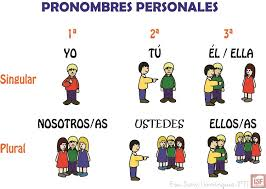 PRONOMBRES PERSONALES
1ª 2ª 3ª
YO TÚ ÉL / ELLA
Singular
NOSOTROS/AS USTEDES ELLOS/AS
Plural